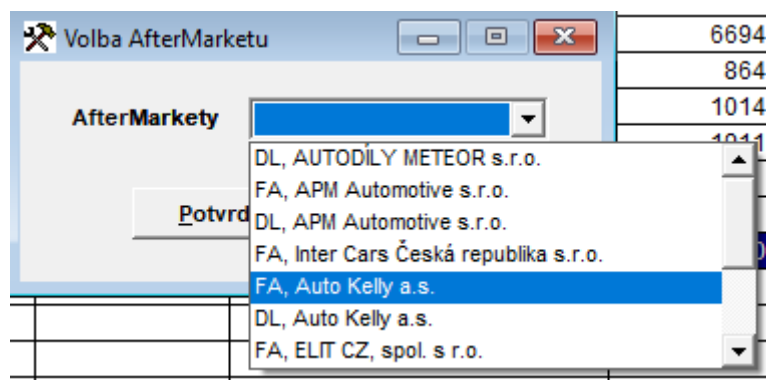 Volba AfterMarketu
6694
864
1014
AfterMarkety
DL, AUTODÍLY METEOR s.r.o.
FA, APM Automotive s.r.o.
Potvrd
DL, APM Automotive s.r.o.
FA, Inter Cars Česká republika s.r.o.
FA, Auto Kelly a.s.
DL, Auto Kelly a.s.
FA, ELIT CZ, spol. s r.o.